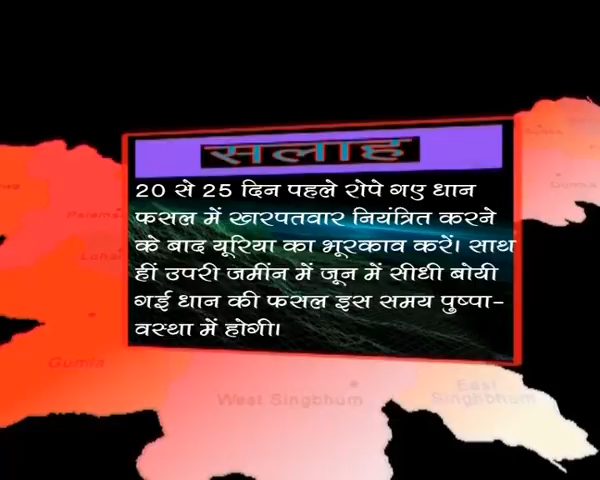 सलाह
20 से 25 दिन पहले रोपे गए धान
फसल में खरपतवार नियंत्रित करने
के बाद यूरिया का भूरकाव करें। साथ
हीं उपरी जमींन में जून में सीधी बोयी
गई धान की फसल इस समय पुष्पा-
वस्था में होगी।
Gumla
West Singbhum
East
Singhbhum